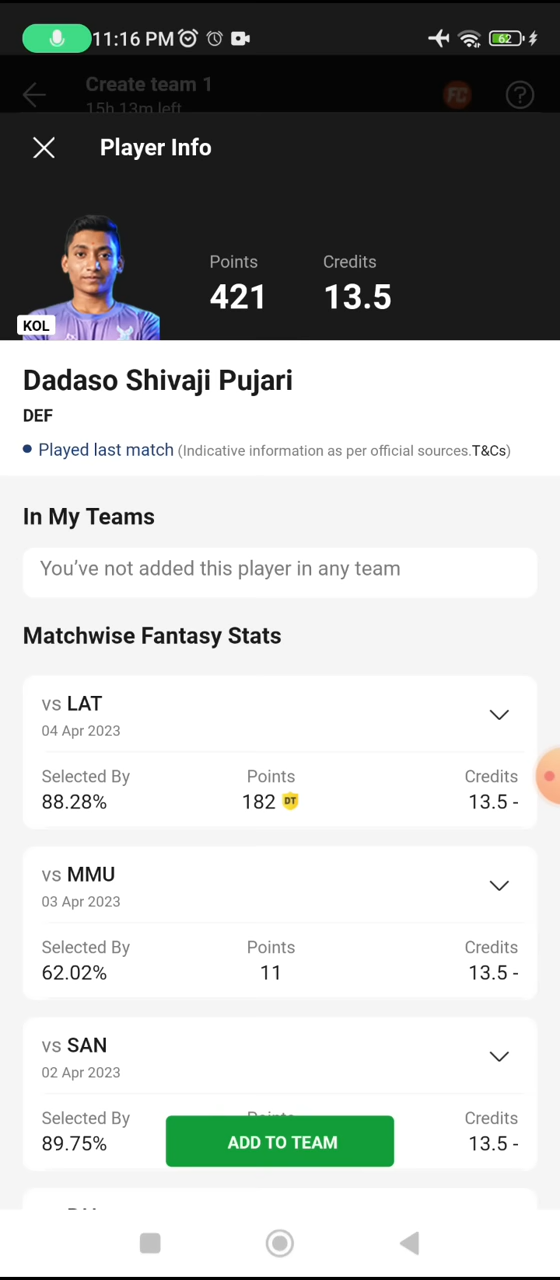 11:16 PM
62
Create team 1
15h 13m left
FC
?
Player Info
Points
Credits
421
13.5
KOL
Dadaso Shivaji Pujari
DEF
Played last match (Indicative information as per official sources.T&Cs)
In My Teams
You've not added this player in any team
Matchwise Fantasy Stats
vs LAT
04 Apr 2023
Selected By
Points
Credits
88.28%
182 DT
13.5 -
vs MMU
03 Apr 2023
Selected By
Points
Credits
62.02%
11
13.5 -
vs SAN
02 Apr 2023
Selected By
Points
Credits
89.75%
ADD TO TEAM
13.5 -